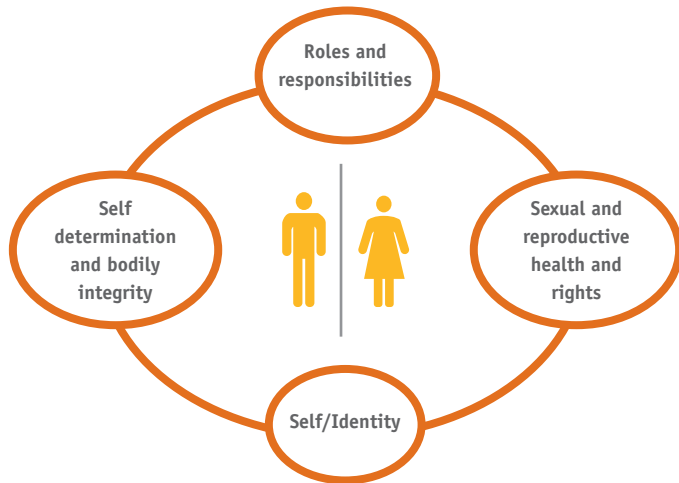 Roles and
responsibilities
Self
determination
and bodily
integrity
Sexual and
reproductive
health and
rights
Self/Identity